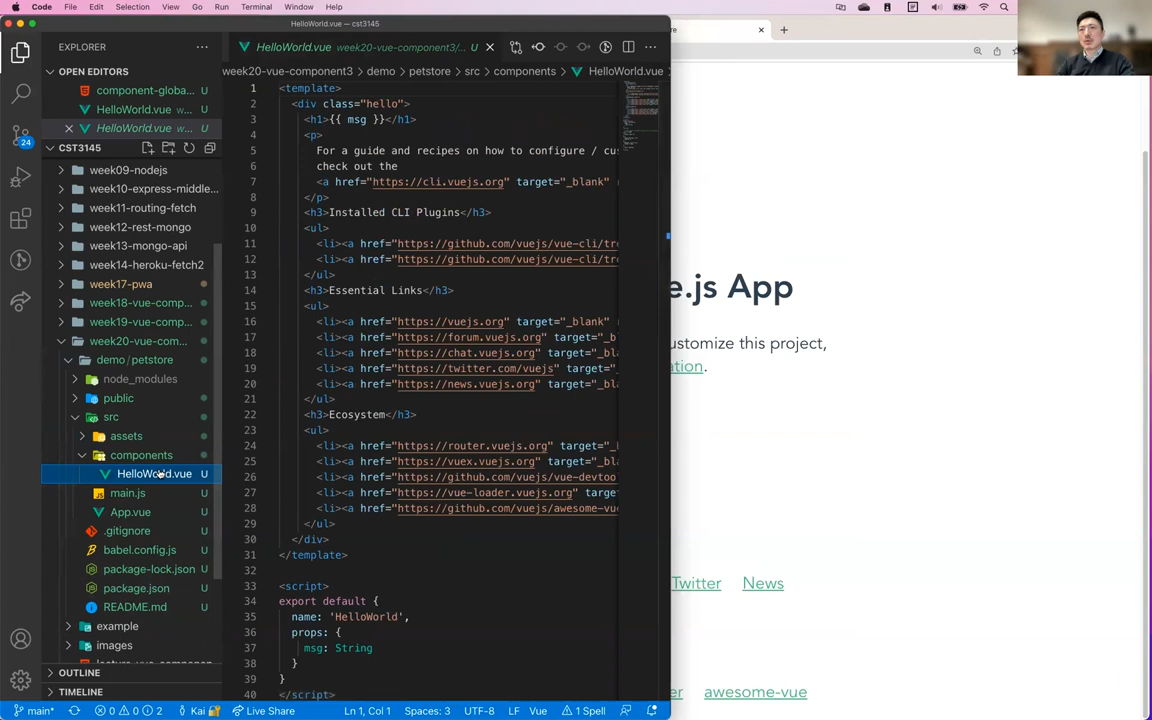 Code File Edit Selection View Go Run Terminal Window Help
HelloWorld.vue — cst3145
EXPLORER
HelloWorld.vue week20-vue-component3/... U
week20-vue-component3 > demo > petstore > src > components > HelloWorld.vue
OPEN EDITORS
component-globa... U
HelloWorld.vue w... U
HelloWorld.vue w... U
CST3145
week09-nodejs
week10-express-middle...
week11-routing-fetch
week12-rest-mongo
week13-mongo-api
week14-heroku-fetch2
week17-pwa
week18-vue-comp...
week19-vue-comp...
week20-vue-com...
demo / petstore
node_modules
public
src
assets
components
HelloWorld.vue U
main.js U
App.vue U
.gitignore U
babel.config.js U
package-lock.json U
package.json U
README.md U
example
images
OUTLINE
TIMELINE
24
1 <template>
2 <div class="hello">
3 <h1>{{ msg }}</h1>
4 <p>
5 For a guide and recipes on how to configure / cus
6 check out the
7 <a href="https://cli.vuejs.org" target="_blank"
8 </p>
9 <h3>Installed CLI Plugins</h3>
10 <ul>
11 <li><a href="https://github.com/vuejs/vue-cli/tre
12 <li><a href="https://github.com/vuejs/vue-cli/tre
13 </ul>
14 <h3>Essential Links</h3>
15 <ul>
16 <li><a href="https://vuejs.org" target="_blank"
17 <li><a href="https://forum.vuejs.org" target="_bl
18 <li><a href="https://chat.vuejs.org" target="_bla
19 <li><a href="https://twitter.com/vuejs" target="_
20 <li><a href="https://news.vuejs.org" target="_bla
21 </ul>
22 <h3>Ecosystem</h3>
23 <ul>
24 <li><a href="https://router.vuejs.org" target="_b
25 <li><a href="https://vuex.vuejs.org" target="_bla
26 <li><a href="https://github.com/vuejs/vue-devtoo
27 <li><a href="https://vue-loader.vuejs.org" targe
28 <li><a href="https://github.com/vuejs/awesome-vu
29 </ul>
30 </div>
31 </template>
32
33 <script>
34 export default {
35 name: 'HelloWorld',
36 props: {
37 msg: String
38 }
39 }
40 </script>
e.js App
customize this project,
ation.
Twitter News
er awesome-vue
main* 0 0 2 Kai Live Share Ln 1, Col 1 Spaces: 3 UTF-8 LF Vue 1 Spell